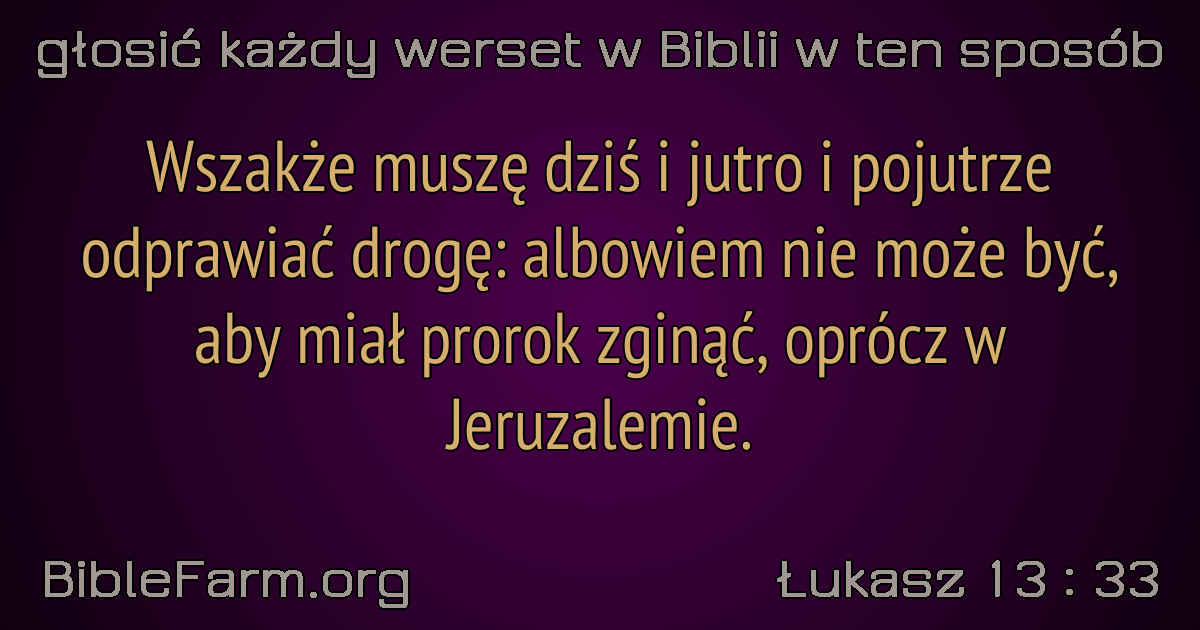 głosić każdy werset w Biblii w ten sposób
Wszakże muszę dziś i jutro i pojutrze
odprawiać drogę: albowiem nie może być,
aby miał prorok zginąć, oprócz w
Jeruzalemie.
BibleFarm.org
Łukasz 13 : 33